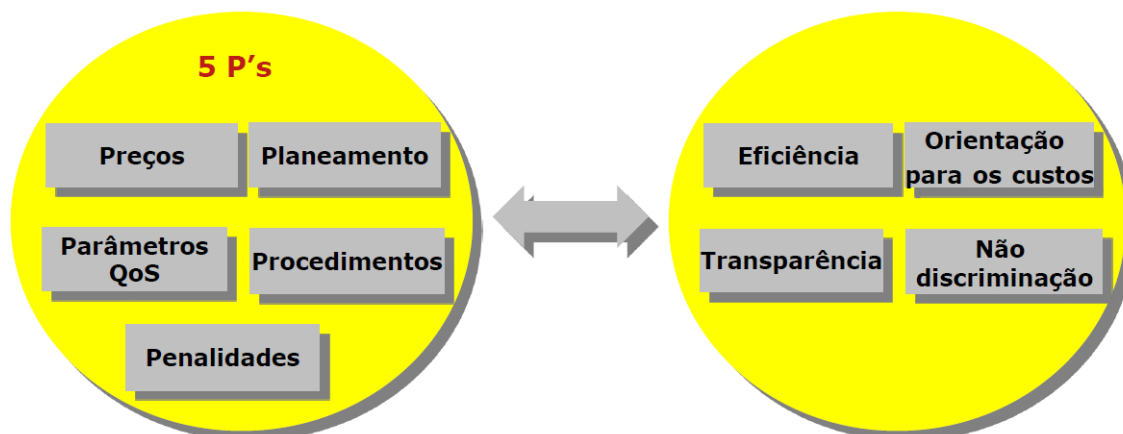 5 P's
Preços
Planeamento
Parâmetros
QoS
Procedimentos
Penalidades
Eficiência
Orientação
para os custos
Transparência
Não
discriminação